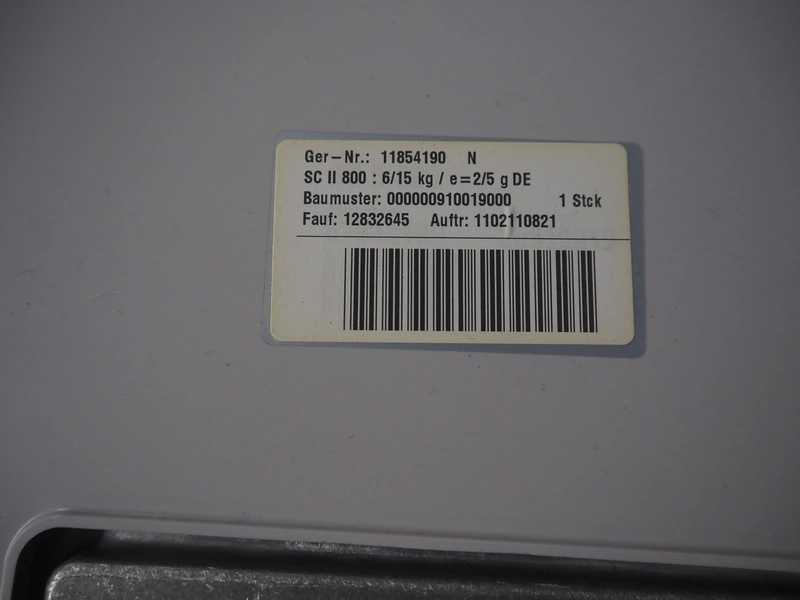 Ger-Nr.: 11854190 N
SC II 800 : 6/15 kg / e=2/5 g DE
Baumuster: 000000910019000 1 Stck
Fauf: 12832645 Auftr: 1102110821